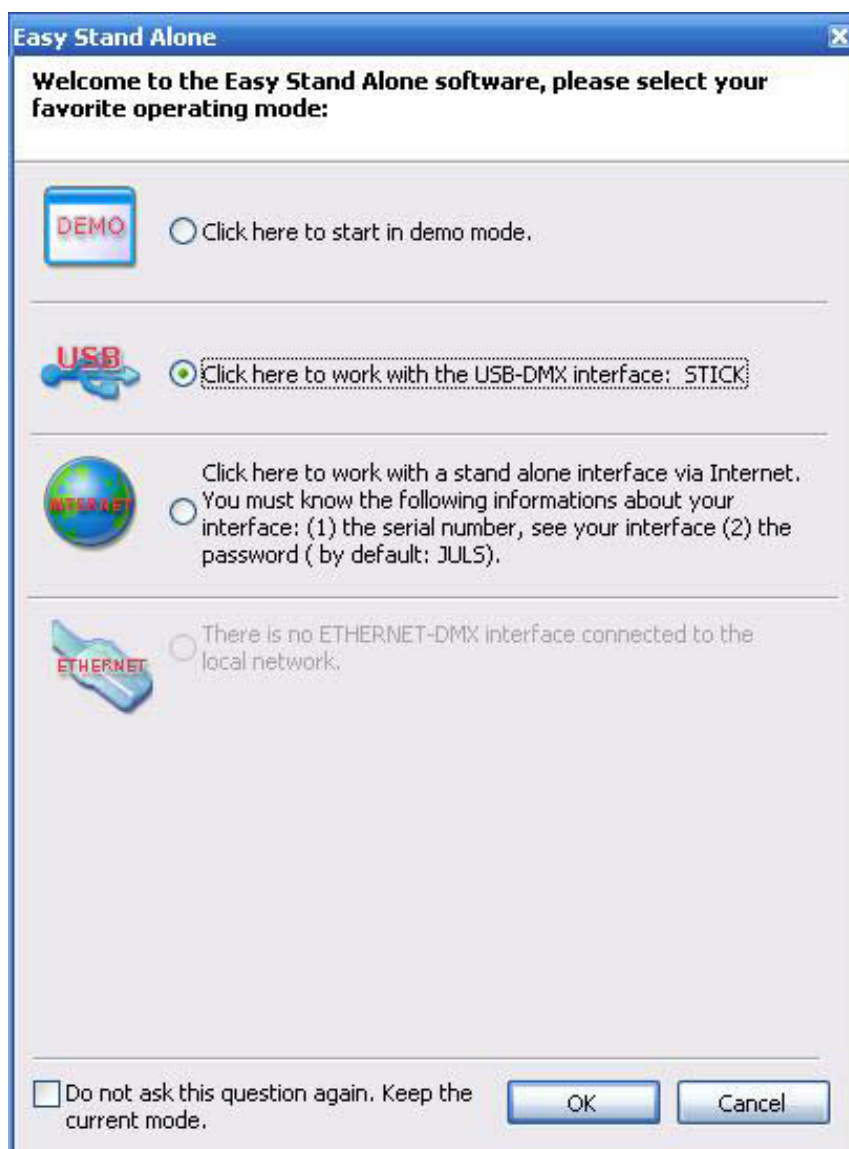 Easy Stand Alone
Welcome to the Easy Stand Alone software, please select your
favorite operating mode:
DEMO
Click here to start in demo mode.
USB
Click here to work with the USB-DMX interface:  STICK
INTERNET
Click here to work with a stand alone interface via Internet.
You must know the following informations about your
interface: (1) the serial number, see your interface (2) the
password ( by default: JULS).
ETHERNET
There is no ETHERNET-DMX interface connected to the
local network.
Do not ask this question again. Keep the
current mode.
OK
Cancel